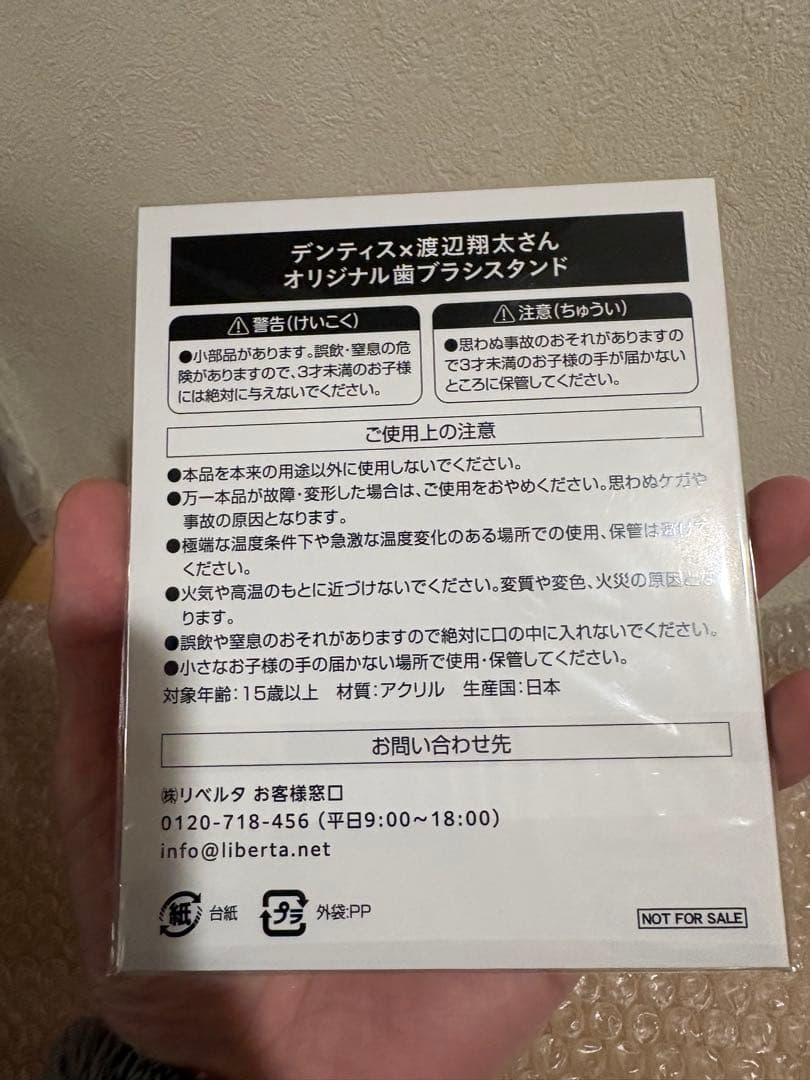 デンティス×渡辺翔太さん
オリジナル歯ブラシスタンド
⚠警告(けいこく)
●小部品があります。誤飲・窒息の危
険がありますので、3才未満のお子様
には絶対に与えないでください。
⚠注意(ちゅうい)
●思わぬ事故のおそれがありますの
で3才未満のお子様の手が届かない
ところに保管してください。
ご使用上の注意
●本品を本来の用途以外に使用しないでください。
●万一本品が故障・変形した場合は、ご使用をおやめください。思わぬケガや
事故の原因となります。
●極端な温度条件下や急激な温度変化のある場所での使用、保管は避けて
ください。
●火気や高温のもとに近づけないでください。変質や変色、火災の原因とな
ります。
●誤飲や窒息のおそれがありますので絶対に口の中に入れないでください。
●小さなお子様の手の届かない場所で使用・保管してください。
対象年齢:15歳以上 材質:アクリル 生産国:日本
お問い合わせ先
㈱リベルタ お客様窓口
0120-718-456(平日9:00〜18:00)
info@liberta.net
紙 台紙 プラ 外袋:PP
NOT FOR SALE